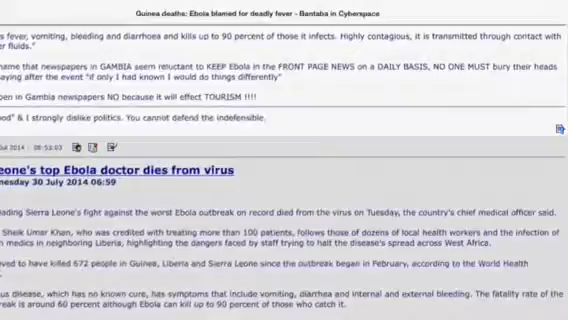 Guinea deaths: Ebola blamed for deadly fever - Bantaba in Cyberspace
s fever, vomiting, bleeding and diarrhoea and kills up to 90 percent of those it infects. Highly contagious, it is transmitted through contact with
er fluids."
hame that newspapers in GAMBIA seem reluctant to KEEP Ebola in the FRONT PAGE NEWS on a DAILY BASIS, NO ONE MUST bury their heads
aying after the event "if only I had known I would do things differently"
pen in Gambia newspapers NO because it will effect TOURISM !!!!
ood" & I strongly dislike politics. You cannot defend the indefensible.
Jul 2014 : 08:53:03
eone's top Ebola doctor dies from virus
nesday 30 July 2014 06:59
eading Sierra Leone's fight against the worst Ebola outbreak on record died from the virus on Tuesday, the country's chief medical officer said.
Sheik Umar Khan, who was credited with treating more than 100 patients, follows those of dozens of local health workers and the infection of
n medics in neighboring Liberia, highlighting the dangers faced by staff trying to halt the disease's spread across West Africa.
eved to have killed 672 people in Guinea, Liberia and Sierra Leone since the outbreak began in February, according to the World Health
us disease, which has no known cure, has symptoms that include vomiting, diarrhea and internal and external bleeding. The fatality rate of the
reak is around 60 percent although Ebola can kill up to 90 percent of those who catch it.